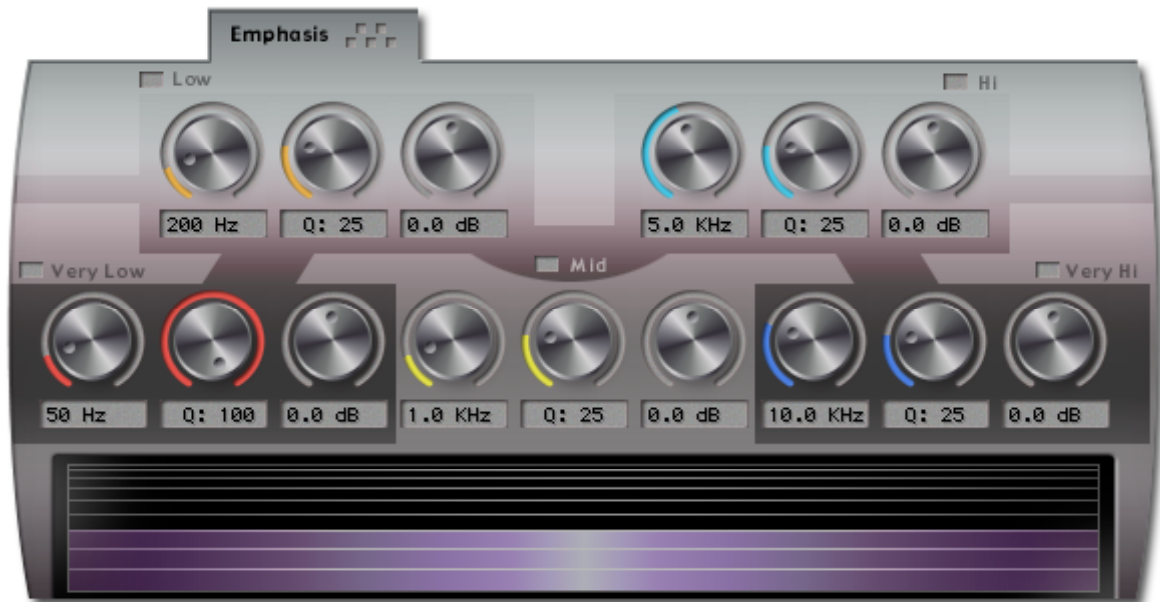 Emphasis
Low
Hi
200 Hz Q: 25 0.0 dB 5.0 KHz Q: 25 0.0 dB
Very Low
Mid
Very Hi
50 Hz Q: 100 0.0 dB 1.0 KHz Q: 25 0.0 dB 10.0 KHz Q: 25 0.0 dB